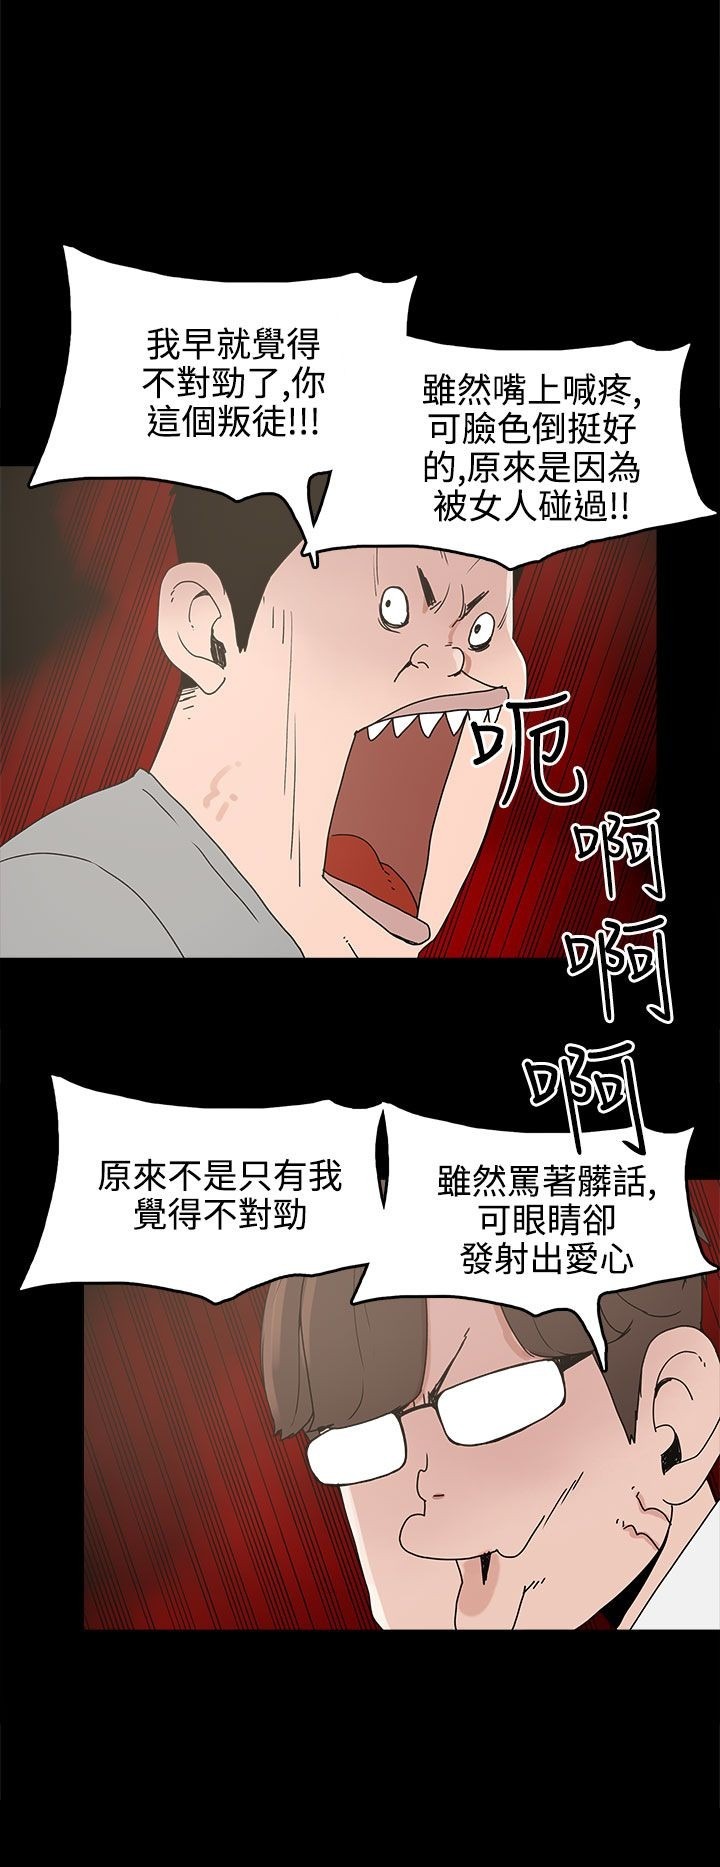 我早就覺得
不對勁了,你
這個叛徒!!!
雖然嘴上喊疼,
可臉色倒挺好
的,原來是因為
被女人碰過!!
呃
啊
啊
啊
原來不是只有我
覺得不對勁
雖然罵著髒話,
可眼睛卻
發射出愛心